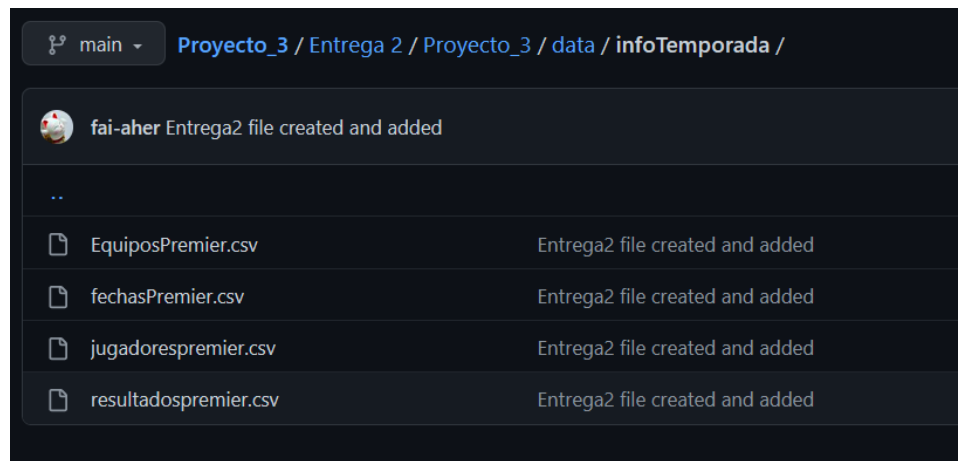 main Proyecto_3 / Entrega 2 / Proyecto_3 / data / infoTemporada /
fai-aher Entrega2 file created and added
..
EquiposPremier.csv Entrega2 file created and added
fechasPremier.csv Entrega2 file created and added
jugadorespremier.csv Entrega2 file created and added
resultadospremier.csv Entrega2 file created and added